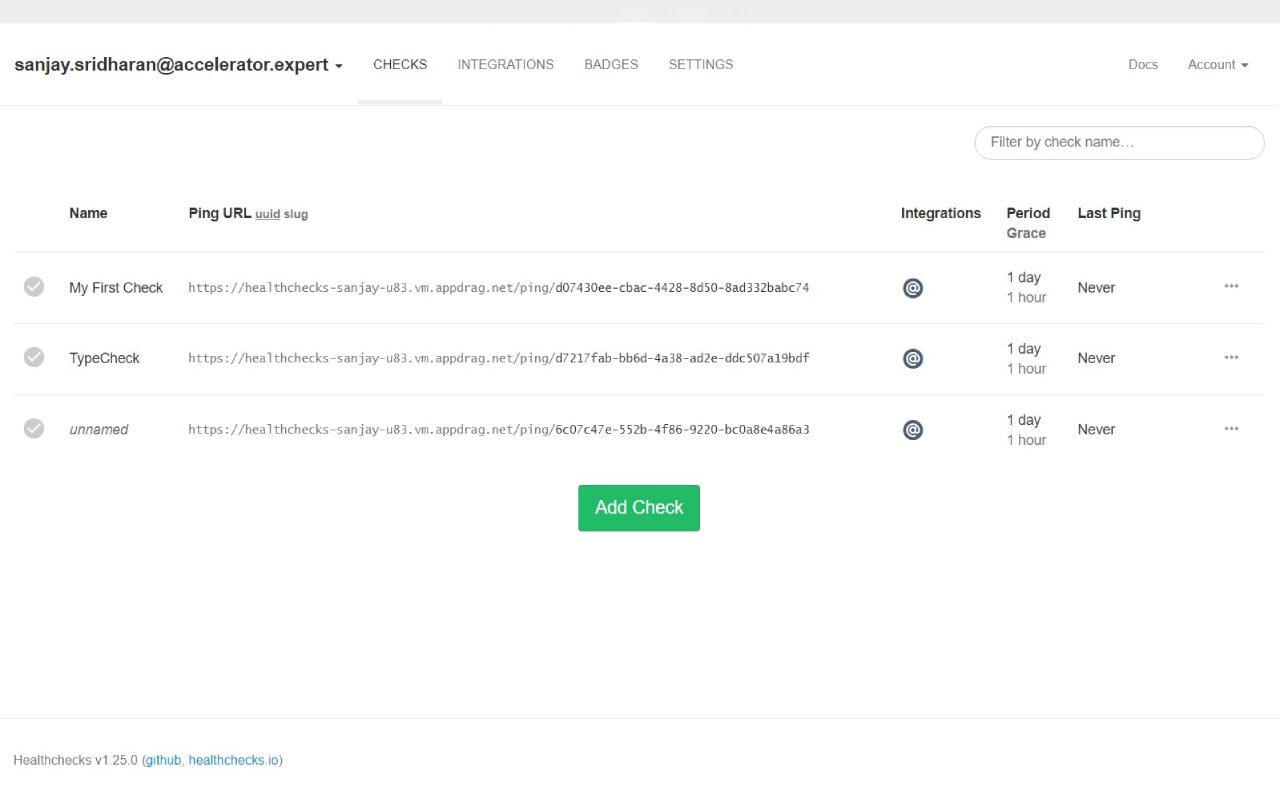 sanjay.sridharan@accelerator.expert CHECKS INTEGRATIONS BADGES SETTINGS Docs Account
Filter by check name…
Name Ping URL uuid slug Integrations Period Last Ping
Grace
My First Check https://healthchecks-sanjay-u83.vm.appdrag.net/ping/d07430ee-cbac-4428-8d50-8ad332babc74 @ 1 day Never ...
1 hour
TypeCheck https://healthchecks-sanjay-u83.vm.appdrag.net/ping/d7217fab-bb6d-4a38-ad2e-ddc507a19bdf @ 1 day Never ...
1 hour
unnamed https://healthchecks-sanjay-u83.vm.appdrag.net/ping/6c07c47e-552b-4f86-9220-bc0a8e4a86a3 @ 1 day Never ...
1 hour
Add Check
Healthchecks v1.25.0 (github, healthchecks.io)